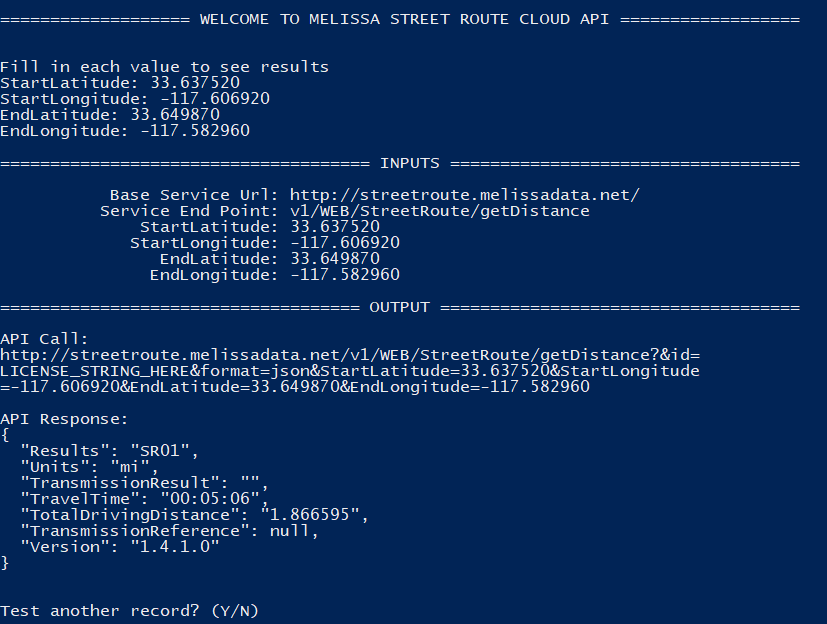 =================== WELCOME TO MELISSA STREET ROUTE CLOUD API ==================
Fill in each value to see results
StartLatitude: 33.637520
StartLongitude: -117.606920
EndLatitude: 33.649870
EndLongitude: -117.582960
===================================== INPUTS ===================================
Base Service Url: http://streetroute.melissadata.net/
Service End Point: v1/WEB/StreetRoute/getDistance
StartLatitude: 33.637520
StartLongitude: -117.606920
EndLatitude: 33.649870
EndLongitude: -117.582960
==================================== OUTPUT ====================================
API Call:
http://streetroute.melissadata.net/v1/WEB/StreetRoute/getDistance?&id=
LICENSE_STRING_HERE&format=json&StartLatitude=33.637520&StartLongitude
=-117.606920&EndLatitude=33.649870&EndLongitude=-117.582960
API Response:
{
"Results": "SR01",
"Units": "mi",
"TransmissionResult": "",
"TravelTime": "00:05:06",
"TotalDrivingDistance": "1.866595",
"TransmissionReference": null,
"Version": "1.4.1.0"
}
Test another record? (Y/N)